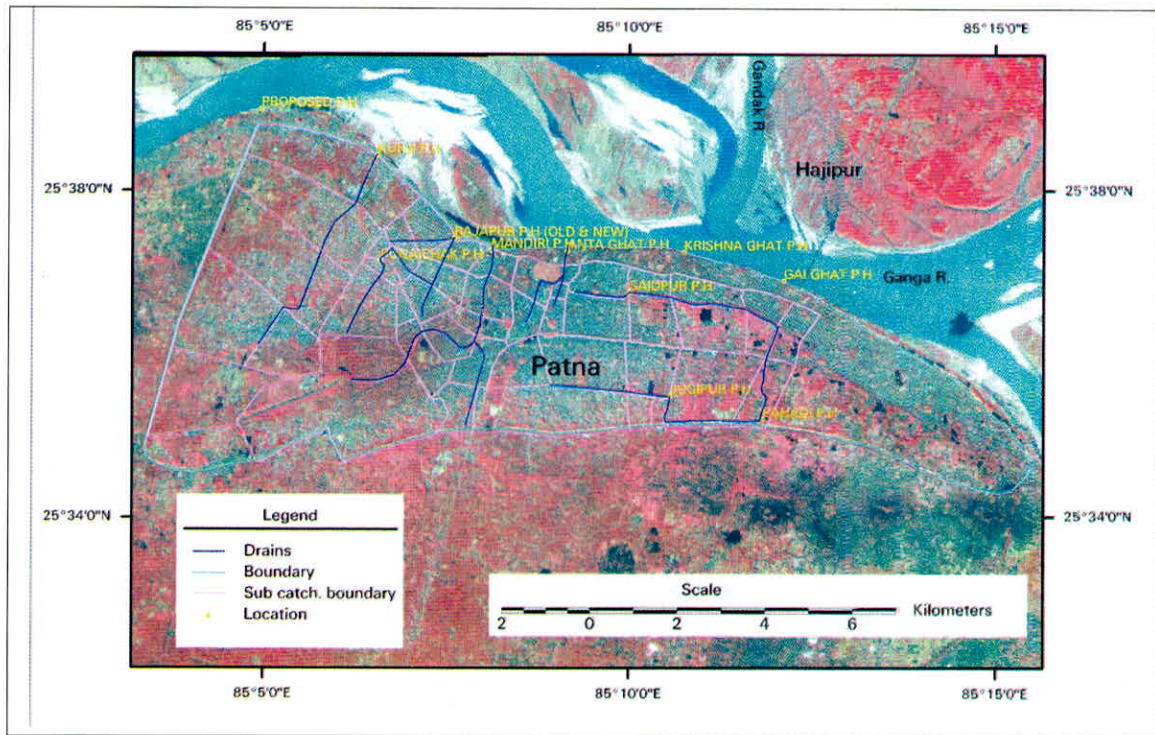 85°5'0"E 85°10'0"E 85°15'0"E
Gandak R
PROPOSED P.H
KURJI P.H
Hajipur
25°38'0"N 25°38'0"N
RAJAPUR P.H (OLD & NEW)
MANDIRI P.H
ANTA GHAT P.H.
KRISHNA GHAT P.H
P.H
GAI GHAT P.H
Ganga R.
SAIDPUR P.H
Patna
JOGIPUR P.H
PAHARI P.H
25°34'0"N 25°34'0"N
Legend
Drains
Boundary
Sub catch. boundary
Location
Scale
2 0 2 4 6 Kilometers
85°5'0"E 85°10'0"E 85°15'0"E